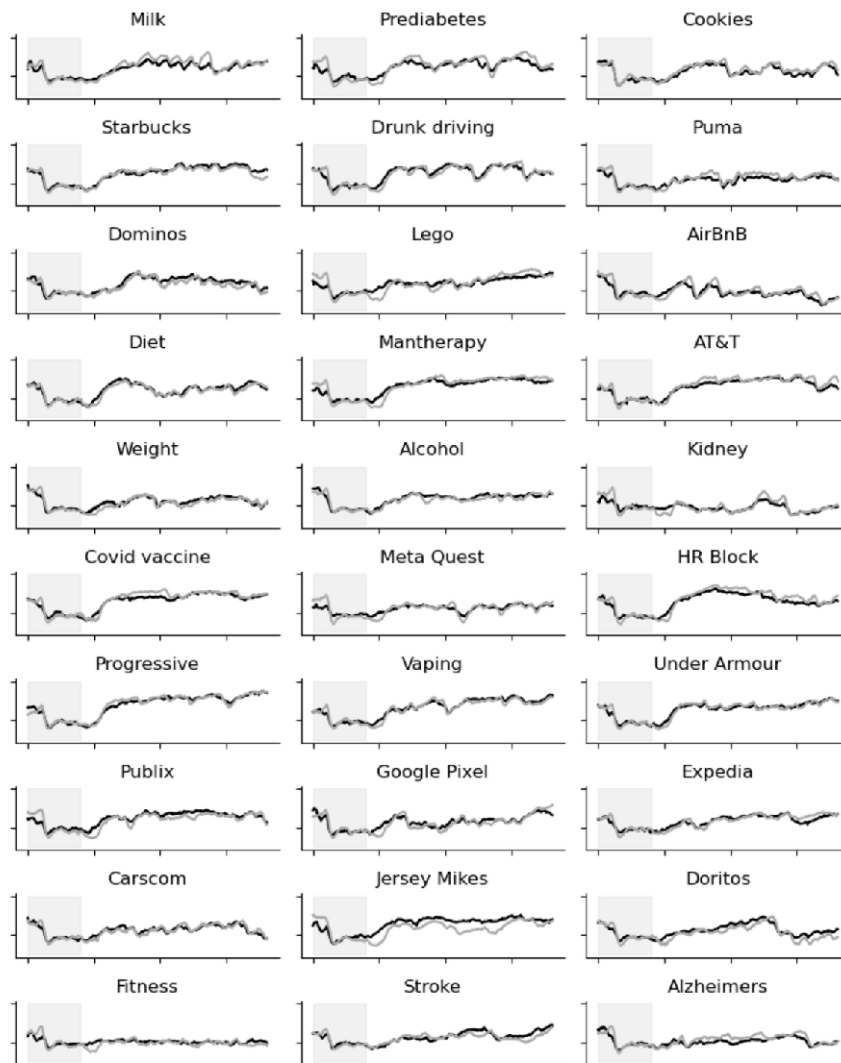 Milk Prediabetes Cookies
Starbucks Drunk driving Puma
Dominos Lego AirBnB
Diet Mantherapy AT&T
Weight Alcohol Kidney
Covid vaccine Meta Quest HR Block
Progressive Vaping Under Armour
Publix Google Pixel Expedia
Carscom Jersey Mikes Doritos
Fitness Stroke Alzheimers